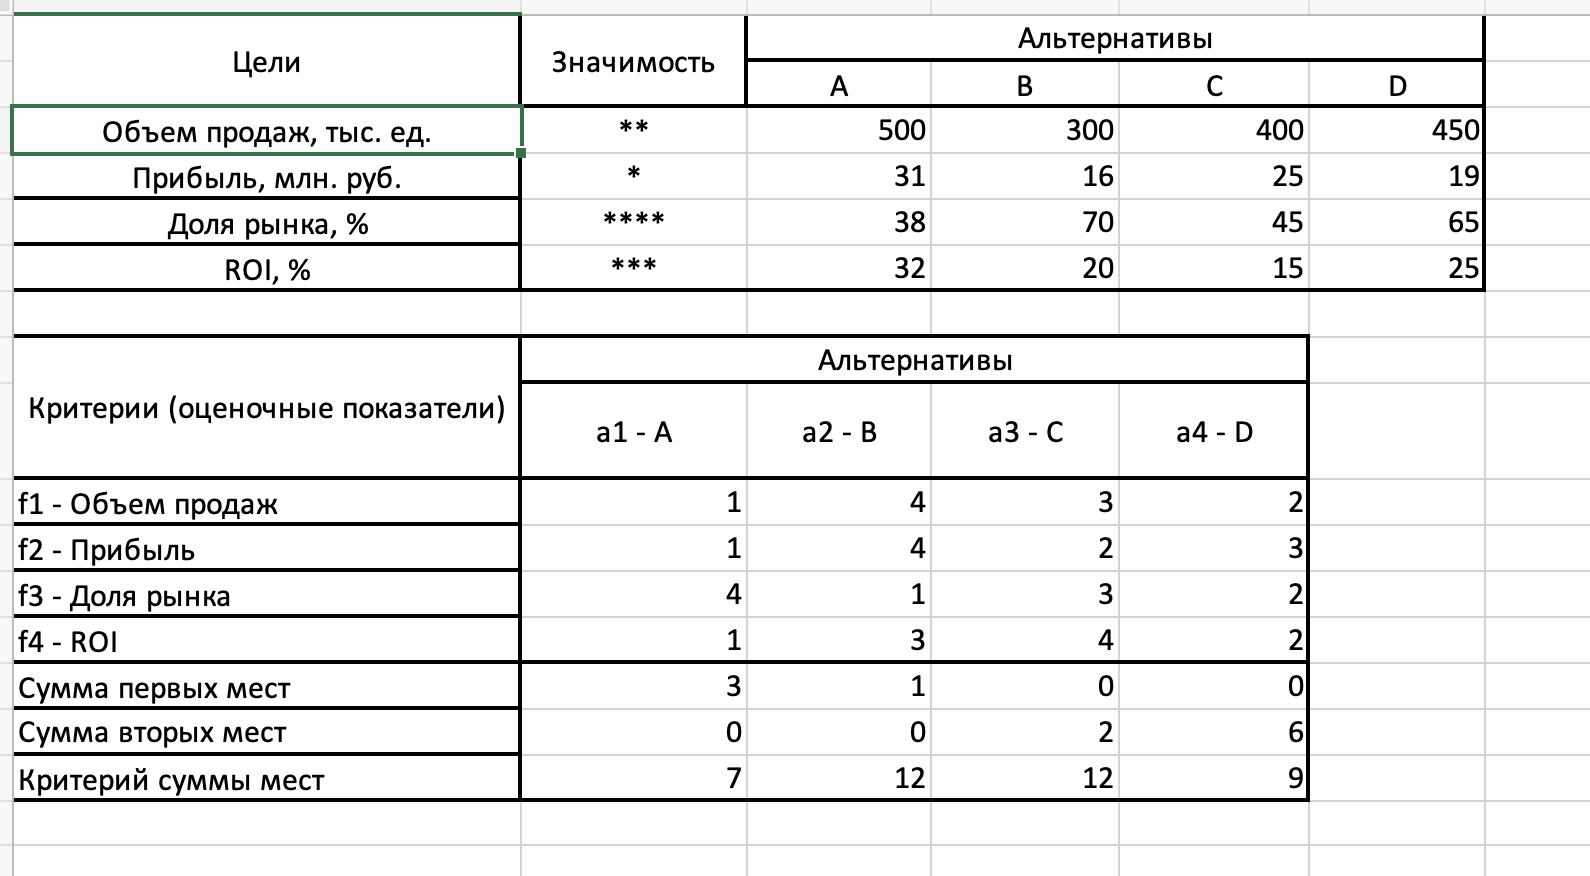 Цели Значимость Альтернативы
A B C D
Объем продаж, тыс. ед. ** 500 300 400 450
Прибыль, млн. руб. * 31 16 25 19
Доля рынка, % **** 38 70 45 65
ROI, % *** 32 20 15 25
Критерии (оценочные показатели) Альтернативы
a1 - A a2 - B a3 - C a4 - D
f1 - Объем продаж 1 4 3 2
f2 - Прибыль 1 4 2 3
f3 - Доля рынка 4 1 3 2
f4 - ROI 1 3 4 2
Сумма первых мест 3 1 0 0
Сумма вторых мест 0 0 2 6
Критерий суммы мест 7 12 12 9